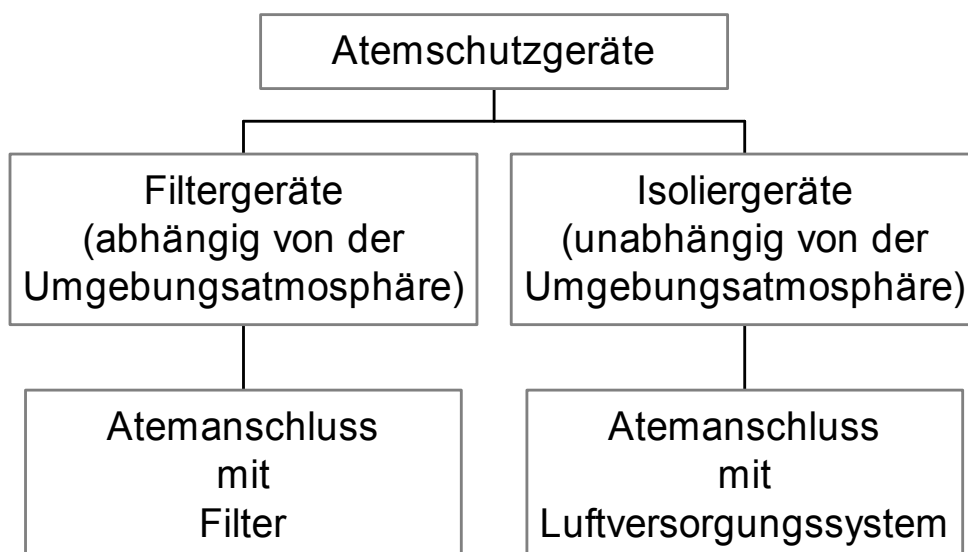 Atemschutzgeräte
Filtergeräte
(abhängig von der
Umgebungsatmosphäre)
Isoliergeräte
(unabhängig von der
Umgebungsatmosphäre)
Atemanschluss
mit
Filter
Atemanschluss
mit
Luftversorgungssystem